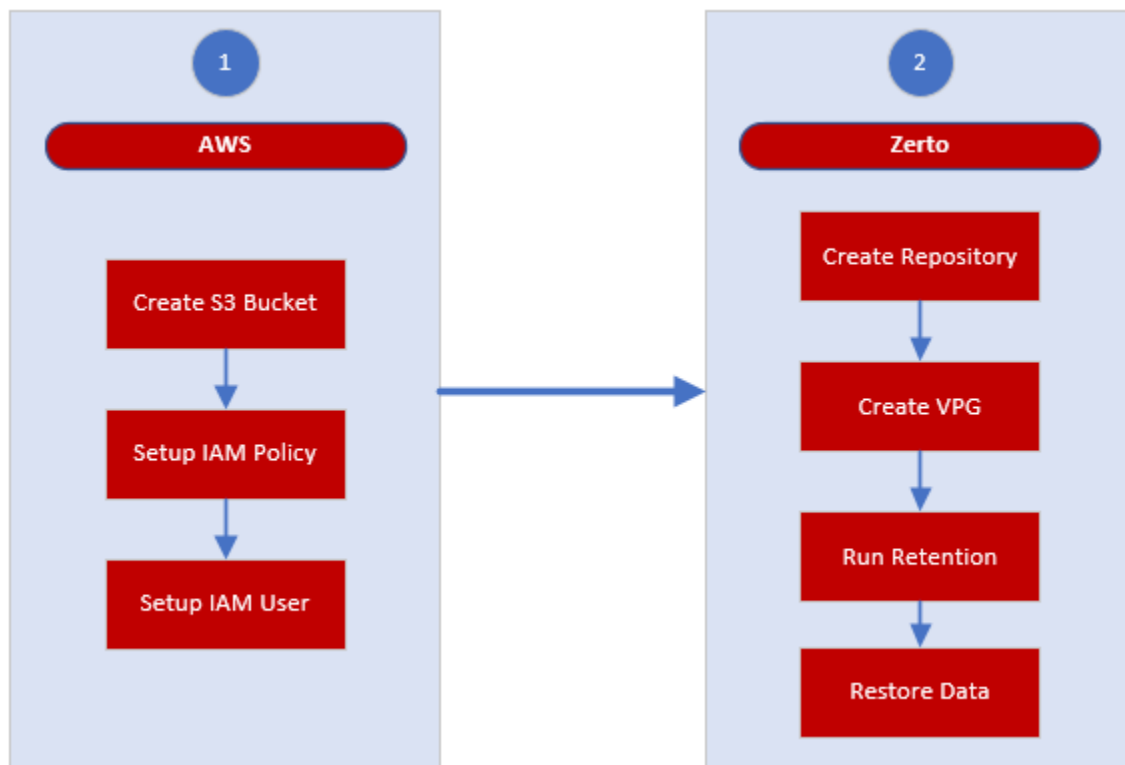 1
AWS
Create S3 Bucket
Setup IAM Policy
Setup IAM User
2
Zerto
Create Repository
Create VPG
Run Retention
Restore Data